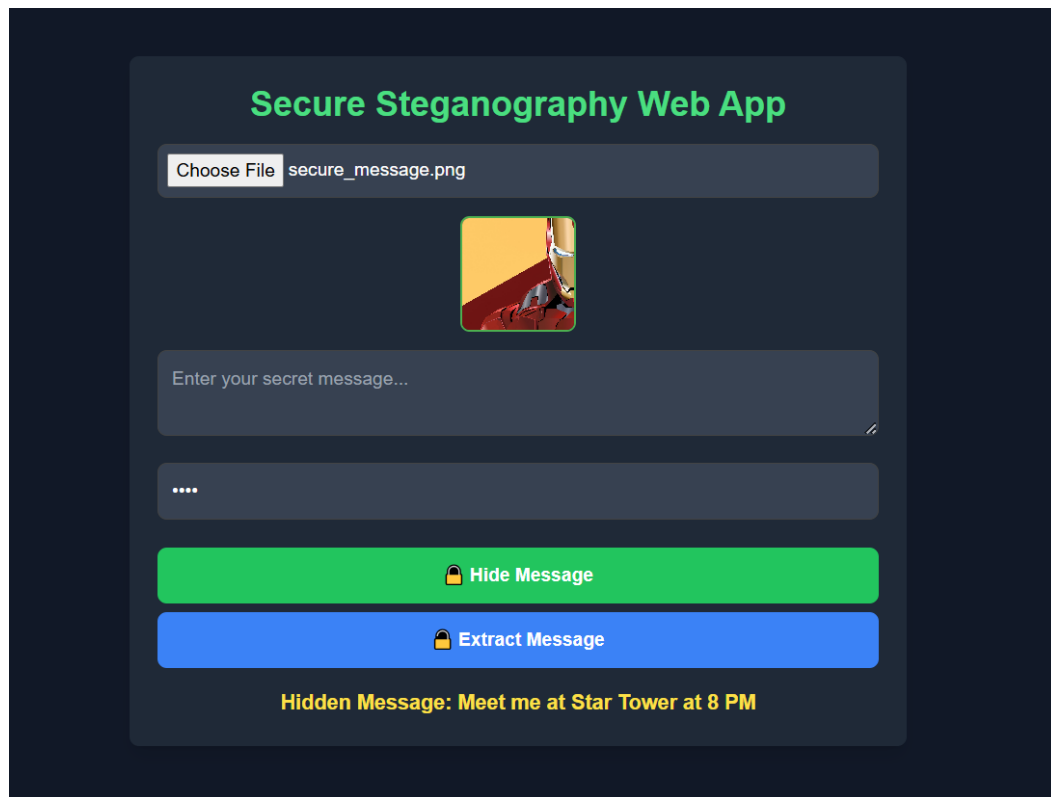 Secure Steganography Web App
Choose File secure_message.png
Enter your secret message...
••••
🔒 Hide Message
🔒 Extract Message
Hidden Message: Meet me at Star Tower at 8 PM